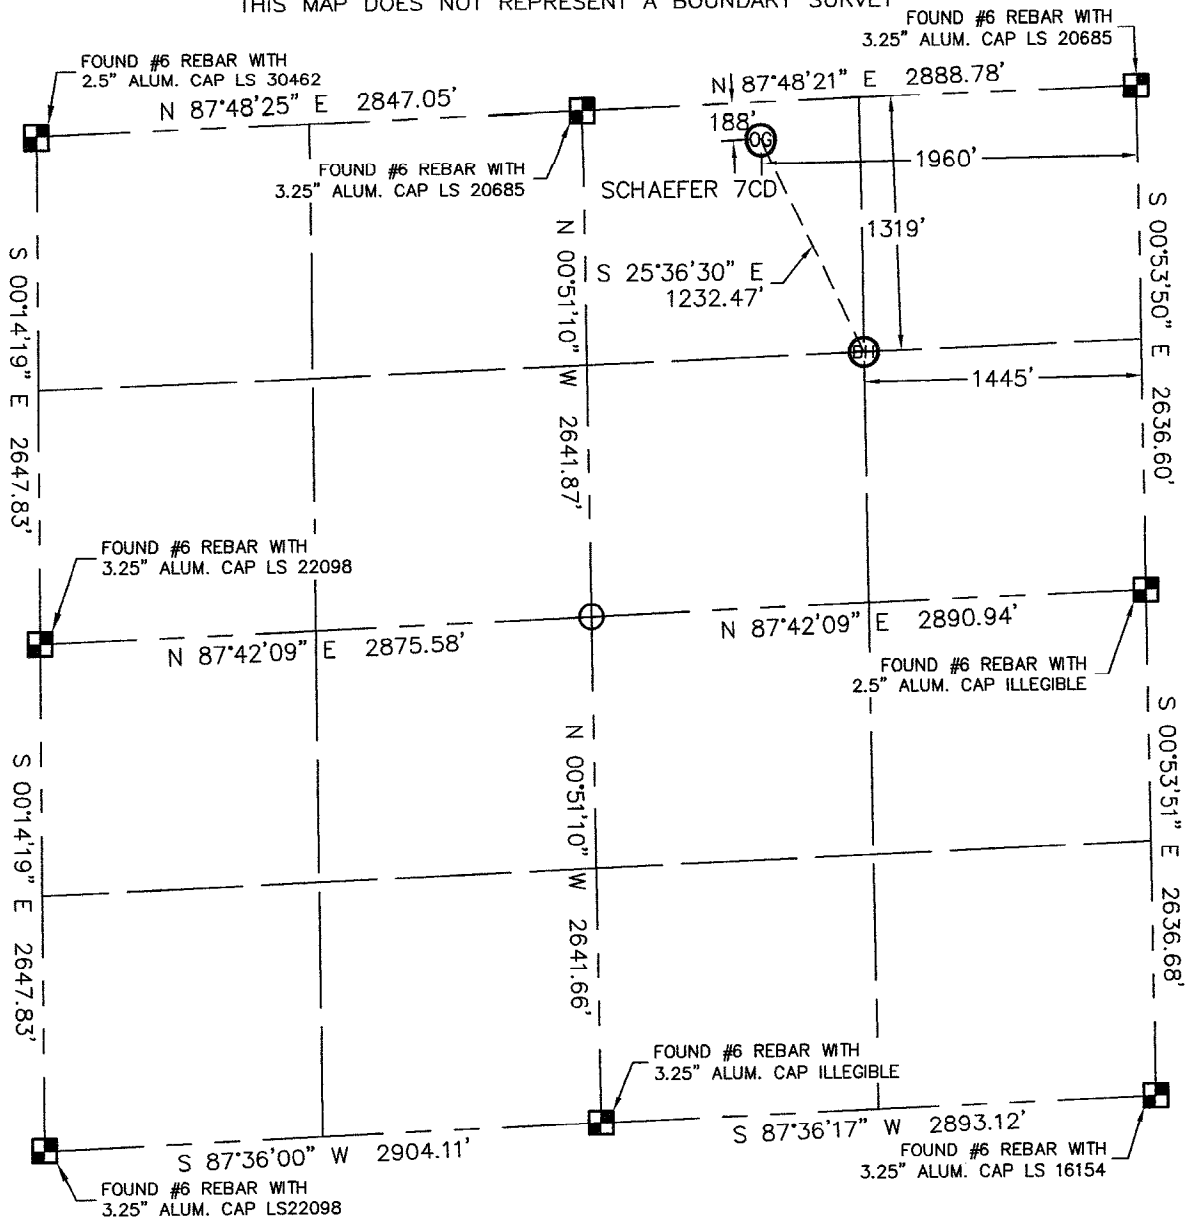 THIS MAP DOES NOT REPRESENT A BOUNDARY SURVEY
FOUND #6 REBAR WITH
3.25" ALUM. CAP LS 20685
FOUND #6 REBAR WITH
2.5" ALUM. CAP LS 30462
N 87°48'25" E 2847.05'
N 87°48'21" E 2888.78'
188'
OG
1960'
FOUND #6 REBAR WITH
3.25" ALUM. CAP LS 20685
SCHAEFER 7CD
1319'
S 25°36'30" E
1232.47'
S 00°14'19" E 2647.83'
N 00°51'10" W 2641.87'
S 00°53'50" E 2636.60'
BH
1445'
FOUND #6 REBAR WITH
3.25" ALUM. CAP LS 22098
N 87°42'09" E 2875.58'
N 87°42'09" E 2890.94'
FOUND #6 REBAR WITH
2.5" ALUM. CAP ILLEGIBLE
S 00°14'19" E 2647.83'
N 00°51'10" W 2641.66'
S 00°53'51" E 2636.68'
FOUND #6 REBAR WITH
3.25" ALUM. CAP ILLEGIBLE
S 87°36'00" W 2904.11'
S 87°36'17" W 2893.12'
FOUND #6 REBAR WITH
3.25" ALUM. CAP LS 16154
FOUND #6 REBAR WITH
3.25" ALUM. CAP LS22098